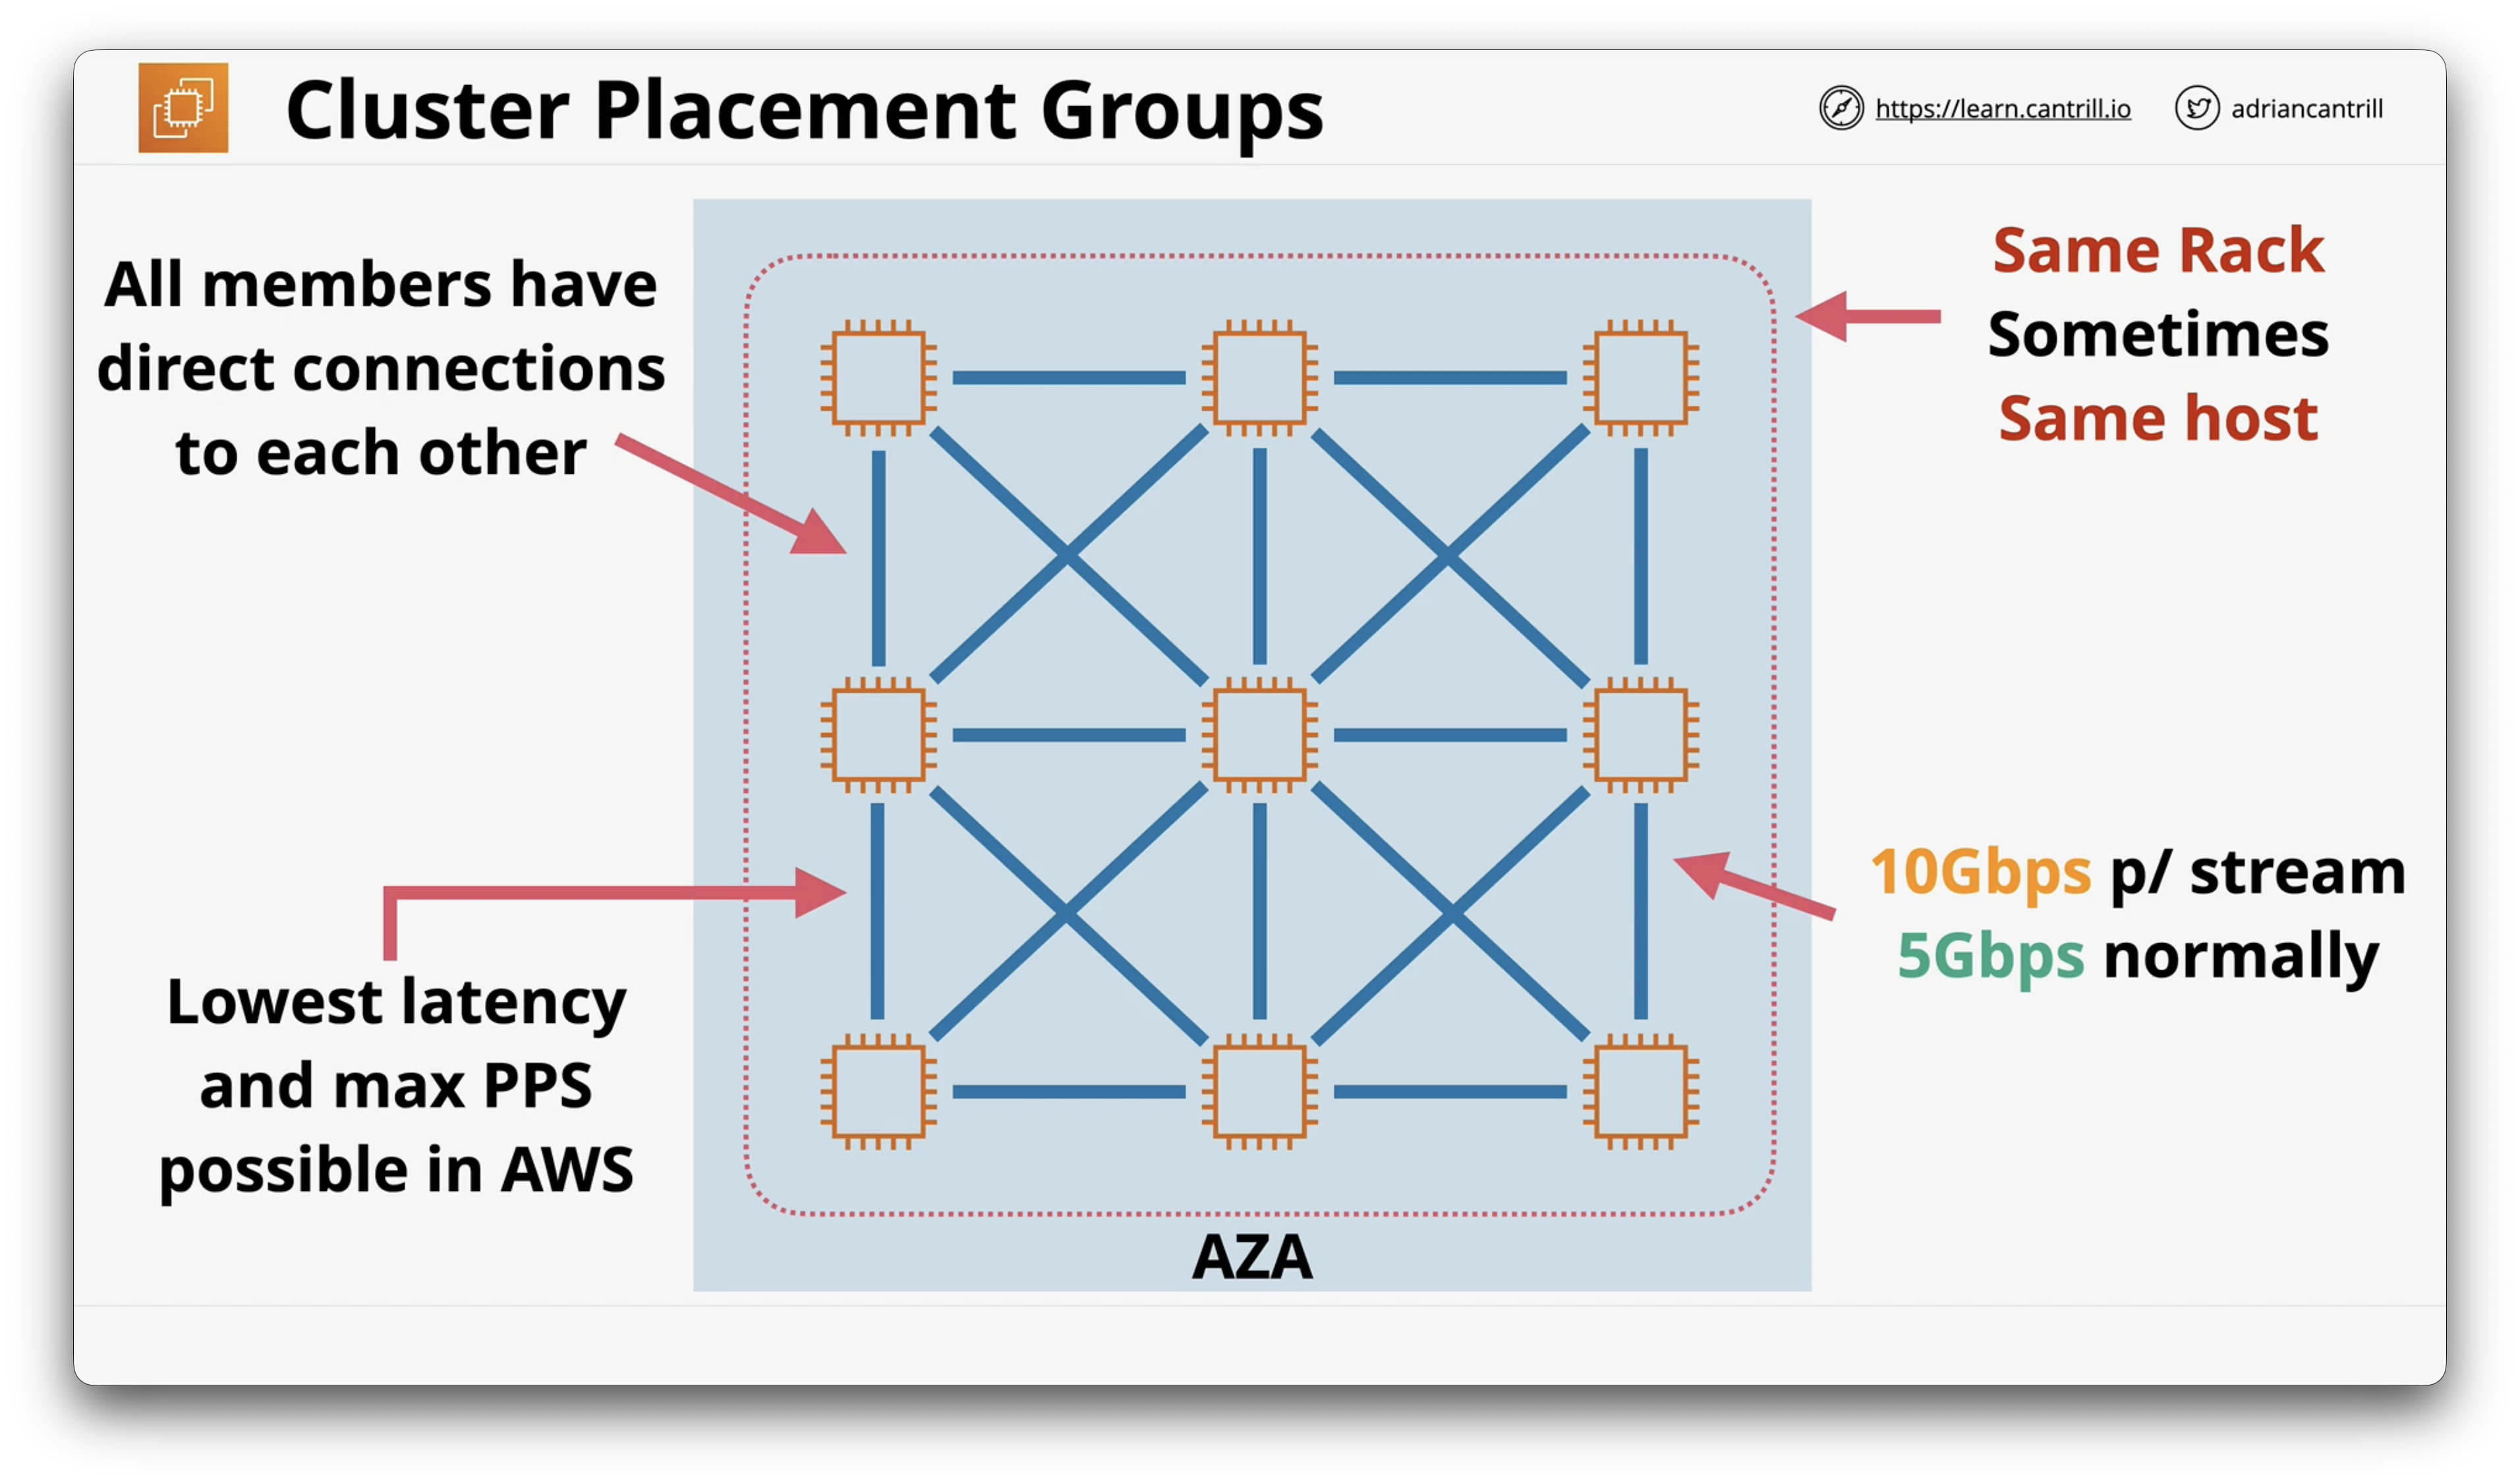 Cluster Placement Groups
https://learn.cantrill.io
adriancantrill
All members have
direct connections
to each other
Same Rack
Sometimes
Same host
10Gbps p/ stream
5Gbps normally
Lowest latency
and max PPS
possible in AWS
AZA